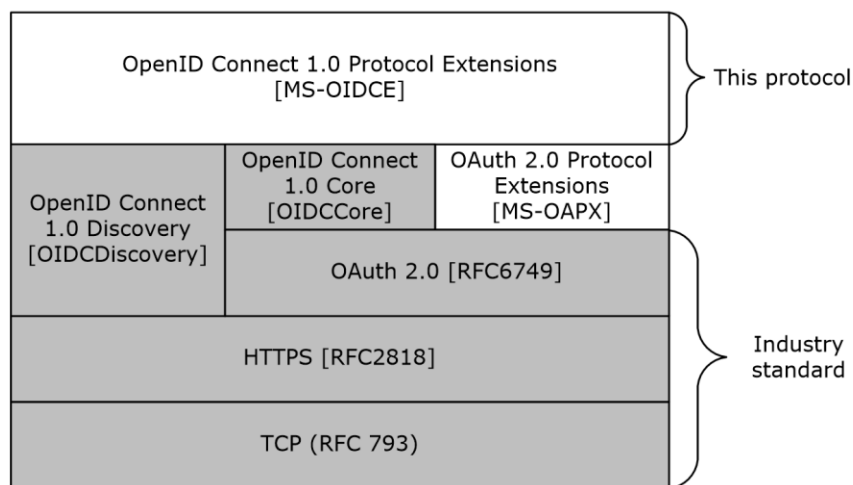 OpenID Connect 1.0 Protocol Extensions
[MS-OIDCE]
This protocol
OpenID Connect
1.0 Discovery
[OIDCDiscovery]
OpenID Connect
1.0 Core
[OIDCCore]
OAuth 2.0 Protocol
Extensions
[MS-OAPX]
OAuth 2.0 [RFC6749]
HTTPS [RFC2818]
TCP (RFC 793)
Industry
standard